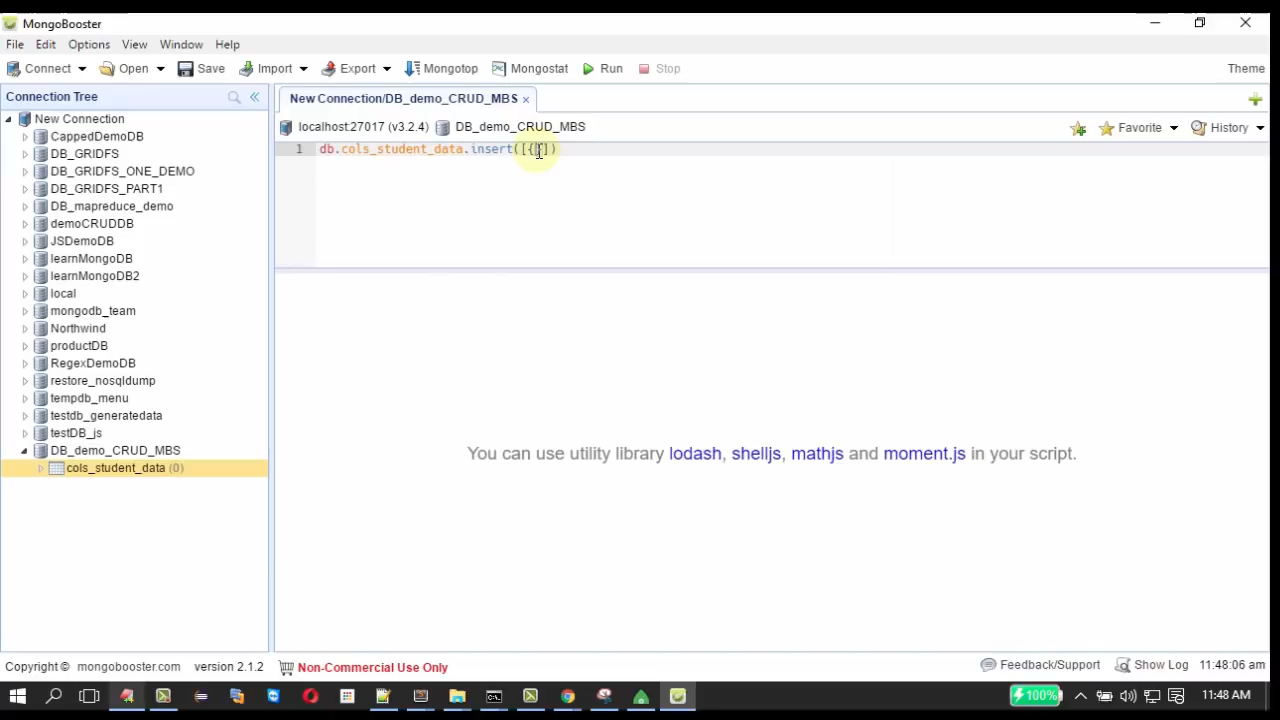 MongoBooster
File Edit Options View Window Help
Connect Open Save Import Export Mongotop Mongostat Run Stop Theme
Connection Tree
New Connection/DB_demo_CRUD_MBS ×
New Connection
localhost:27017 (v3.2.4) DB_demo_CRUD_MBS Favorite History
CappedDemoDB
1 db.cols_student_data.insert([{}])
DB_GRIDFS
DB_GRIDFS_ONE_DEMO
DB_GRIDFS_PART1
DB_mapreduce_demo
demoCRUDDB
JSDemoDB
learnMongoDB
learnMongoDB2
local
mongodb_team
Northwind
productDB
RegexDemoDB
restore_nosqldump
tempdb_menu
testdb_generatedata
testDB_js
DB_demo_CRUD_MBS
cols_student_data (0)
You can use utility library lodash, shelljs, mathjs and moment.js in your script.
Copyright © mongobooster.com version 2.1.2 Non-Commercial Use Only Feedback/Support Show Log 11:48:06 am
100% 11:48 AM